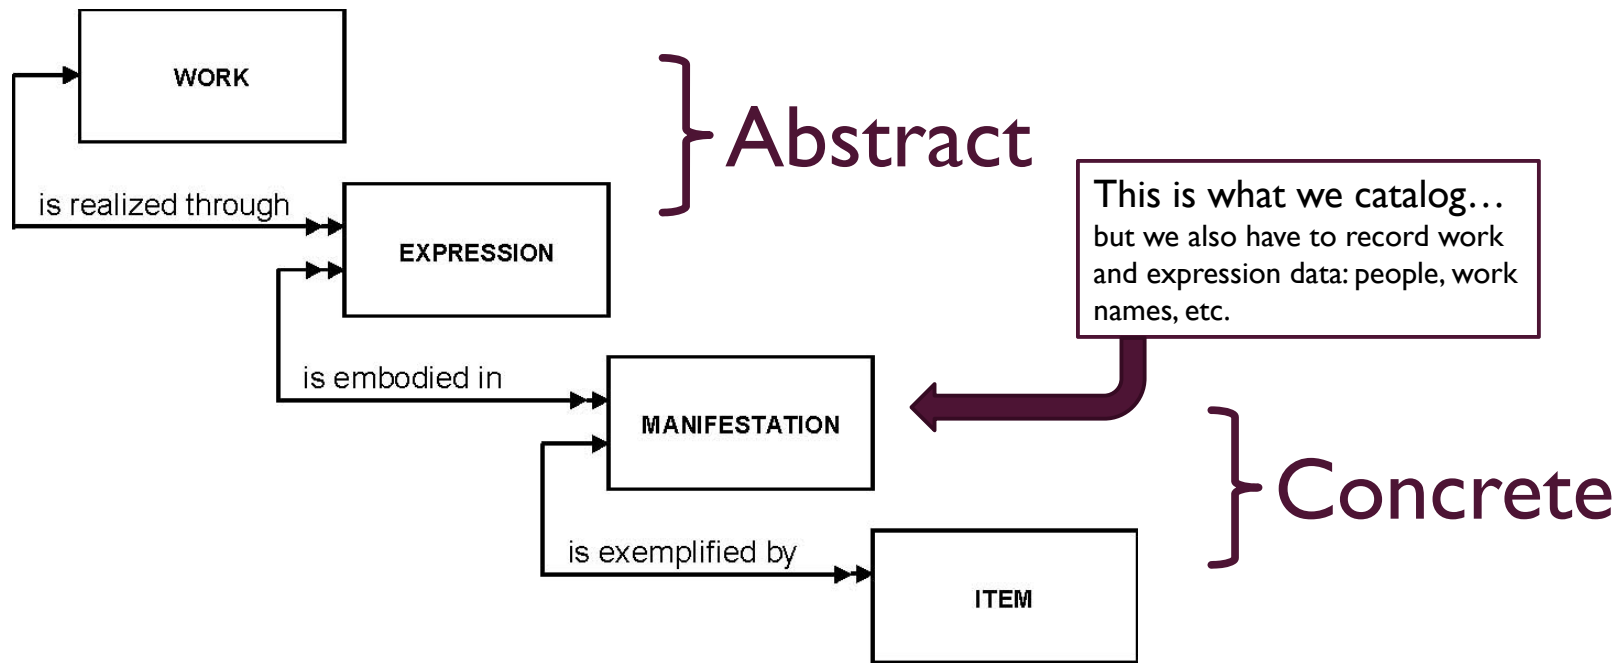 WORK
Abstract
is realized through
EXPRESSION
This is what we catalog…
but we also have to record work
and expression data: people, work
names, etc.
is embodied in
MANIFESTATION
Concrete
is exemplified by
ITEM